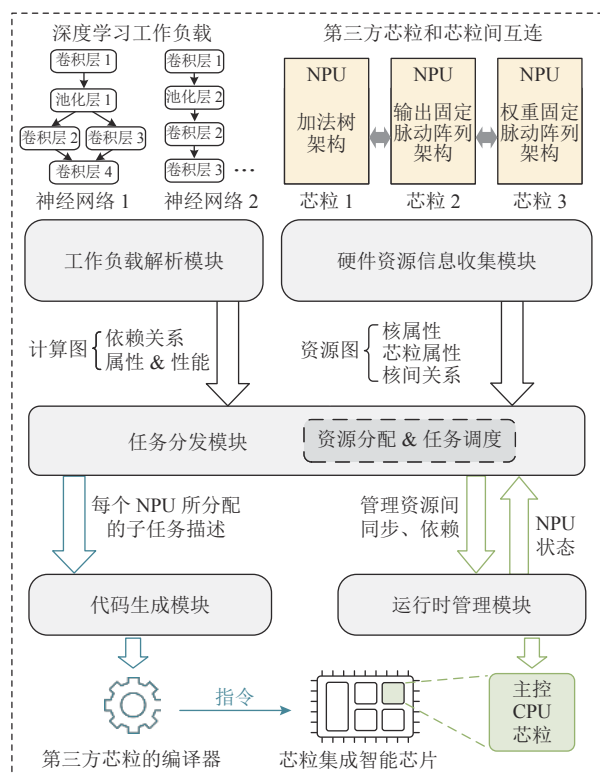 深度学习工作负载
第三方芯粒和芯粒间互连
卷积层 1
池化层 1
卷积层 2
卷积层 3
卷积层 4
神经网络 1
卷积层 1
池化层 2
卷积层 2
卷积层 3
…
神经网络 2
NPU
加法树
架构
芯粒 1
NPU
输出固定
脉动阵列
架构
芯粒 2
NPU
权重固定
脉动阵列
架构
芯粒 3
工作负载解析模块
硬件资源信息收集模块
计算图
依赖关系
属性 & 性能
资源图
核属性
芯粒属性
核间关系
任务分发模块
资源分配 & 任务调度
每个 NPU 所分配
的子任务描述
管理资源间
同步、依赖
NPU
状态
代码生成模块
运行时管理模块
指令
主控
CPU
芯粒
第三方芯粒的编译器
芯粒集成智能芯片